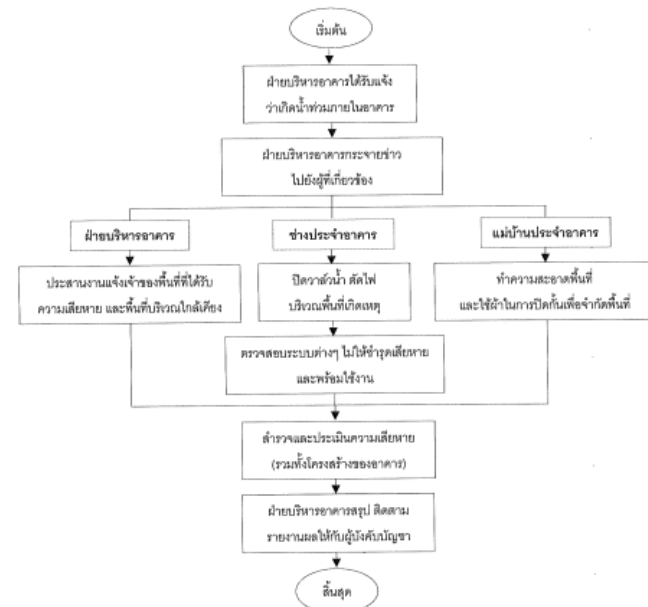 เริ่มต้น
ฝ่ายบริหารอาคารได้รับแจ้ง
ว่าเกิดน้ำท่วมภายในอาคาร
ฝ่ายบริหารอาคารกระจายข่าว
ไปยังผู้ที่เกี่ยวข้อง
ฝ่ายบริหารอาคาร
ประสานงานแจ้งเจ้าของพื้นที่ที่ได้รับ
ความเสียหาย และพื้นที่บริเวณใกล้เคียง
ช่างประจำอาคาร
ปิดวาล์วน้ำ ตัดไฟ
บริเวณพื้นที่เกิดเหตุ
ตรวจสอบระบบต่างๆ ไม่ให้ชำรุดเสียหาย
และพร้อมใช้งาน
แม่บ้านประจำอาคาร
ทำความสะอาดพื้นที่
และใช้ผ้าในการปิดกั้นเพื่อจำกัดพื้นที่
สำรวจและประเมินความเสียหาย
(รวมทั้งโครงสร้างของอาคาร)
ฝ่ายบริหารอาคารสรุป ติดตาม
รายงานผลให้กับผู้บังคับบัญชา
สิ้นสุด